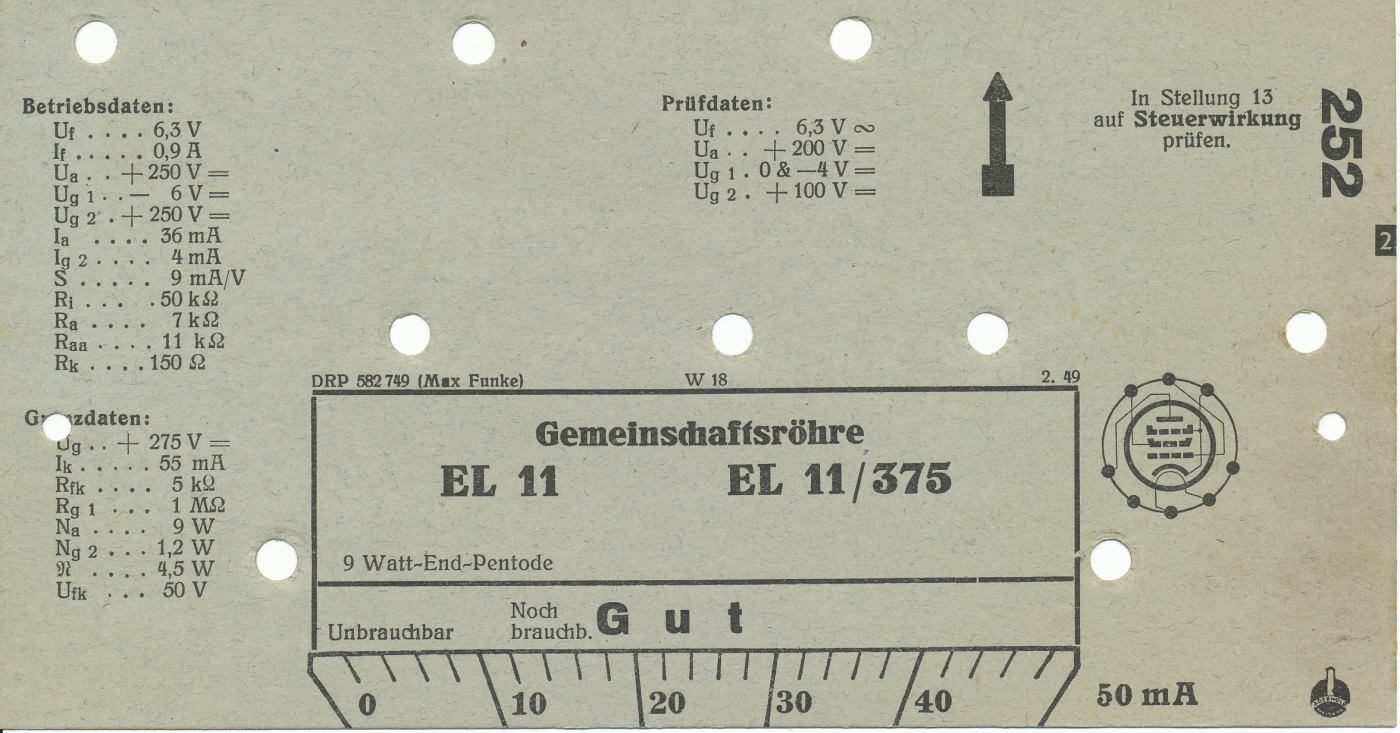 Betriebsdaten:
Uf . . . . 6,3 V
If . . . . . 0,9 A
Ua . . +250 V =
Ug 1 . . — 6 V =
Ug 2 . +250 V =
Ia . . . . 36 mA
Ig 2 . . . . 4 mA
S . . . . . 9 mA/V
Ri . . . . 50 kΩ
Ra . . . . 7 kΩ
Raa . . . . 11 kΩ
Rk . . . . 150 Ω
Prüfdaten:
Uf . . . . 6,3 V ∞
Ua . . +200 V =
Ug 1 . 0 & —4 V =
Ug 2 . +100 V =
In Stellung 13
auf Steuerwirkung
prüfen.
252
2
Ug . . + 275 V =
Ik . . . . . 55 mA
Rfk . . . . 5 kΩ
Rg 1 . . . 1 MΩ
Na . . . . 9 W
Ng 2 . . . 1,2 W
𝔑 . . . . 4,5 W
Ufk . . . 50 V
DRP 582749 (Max Funke) W 18 2. 49
Gemeinschaftsröhre
EL 11 EL 11/375
9 Watt-End-Pentode
Unbrauchbar
Noch
brauchb.
Gut
0 10 20 30 40 50 mA